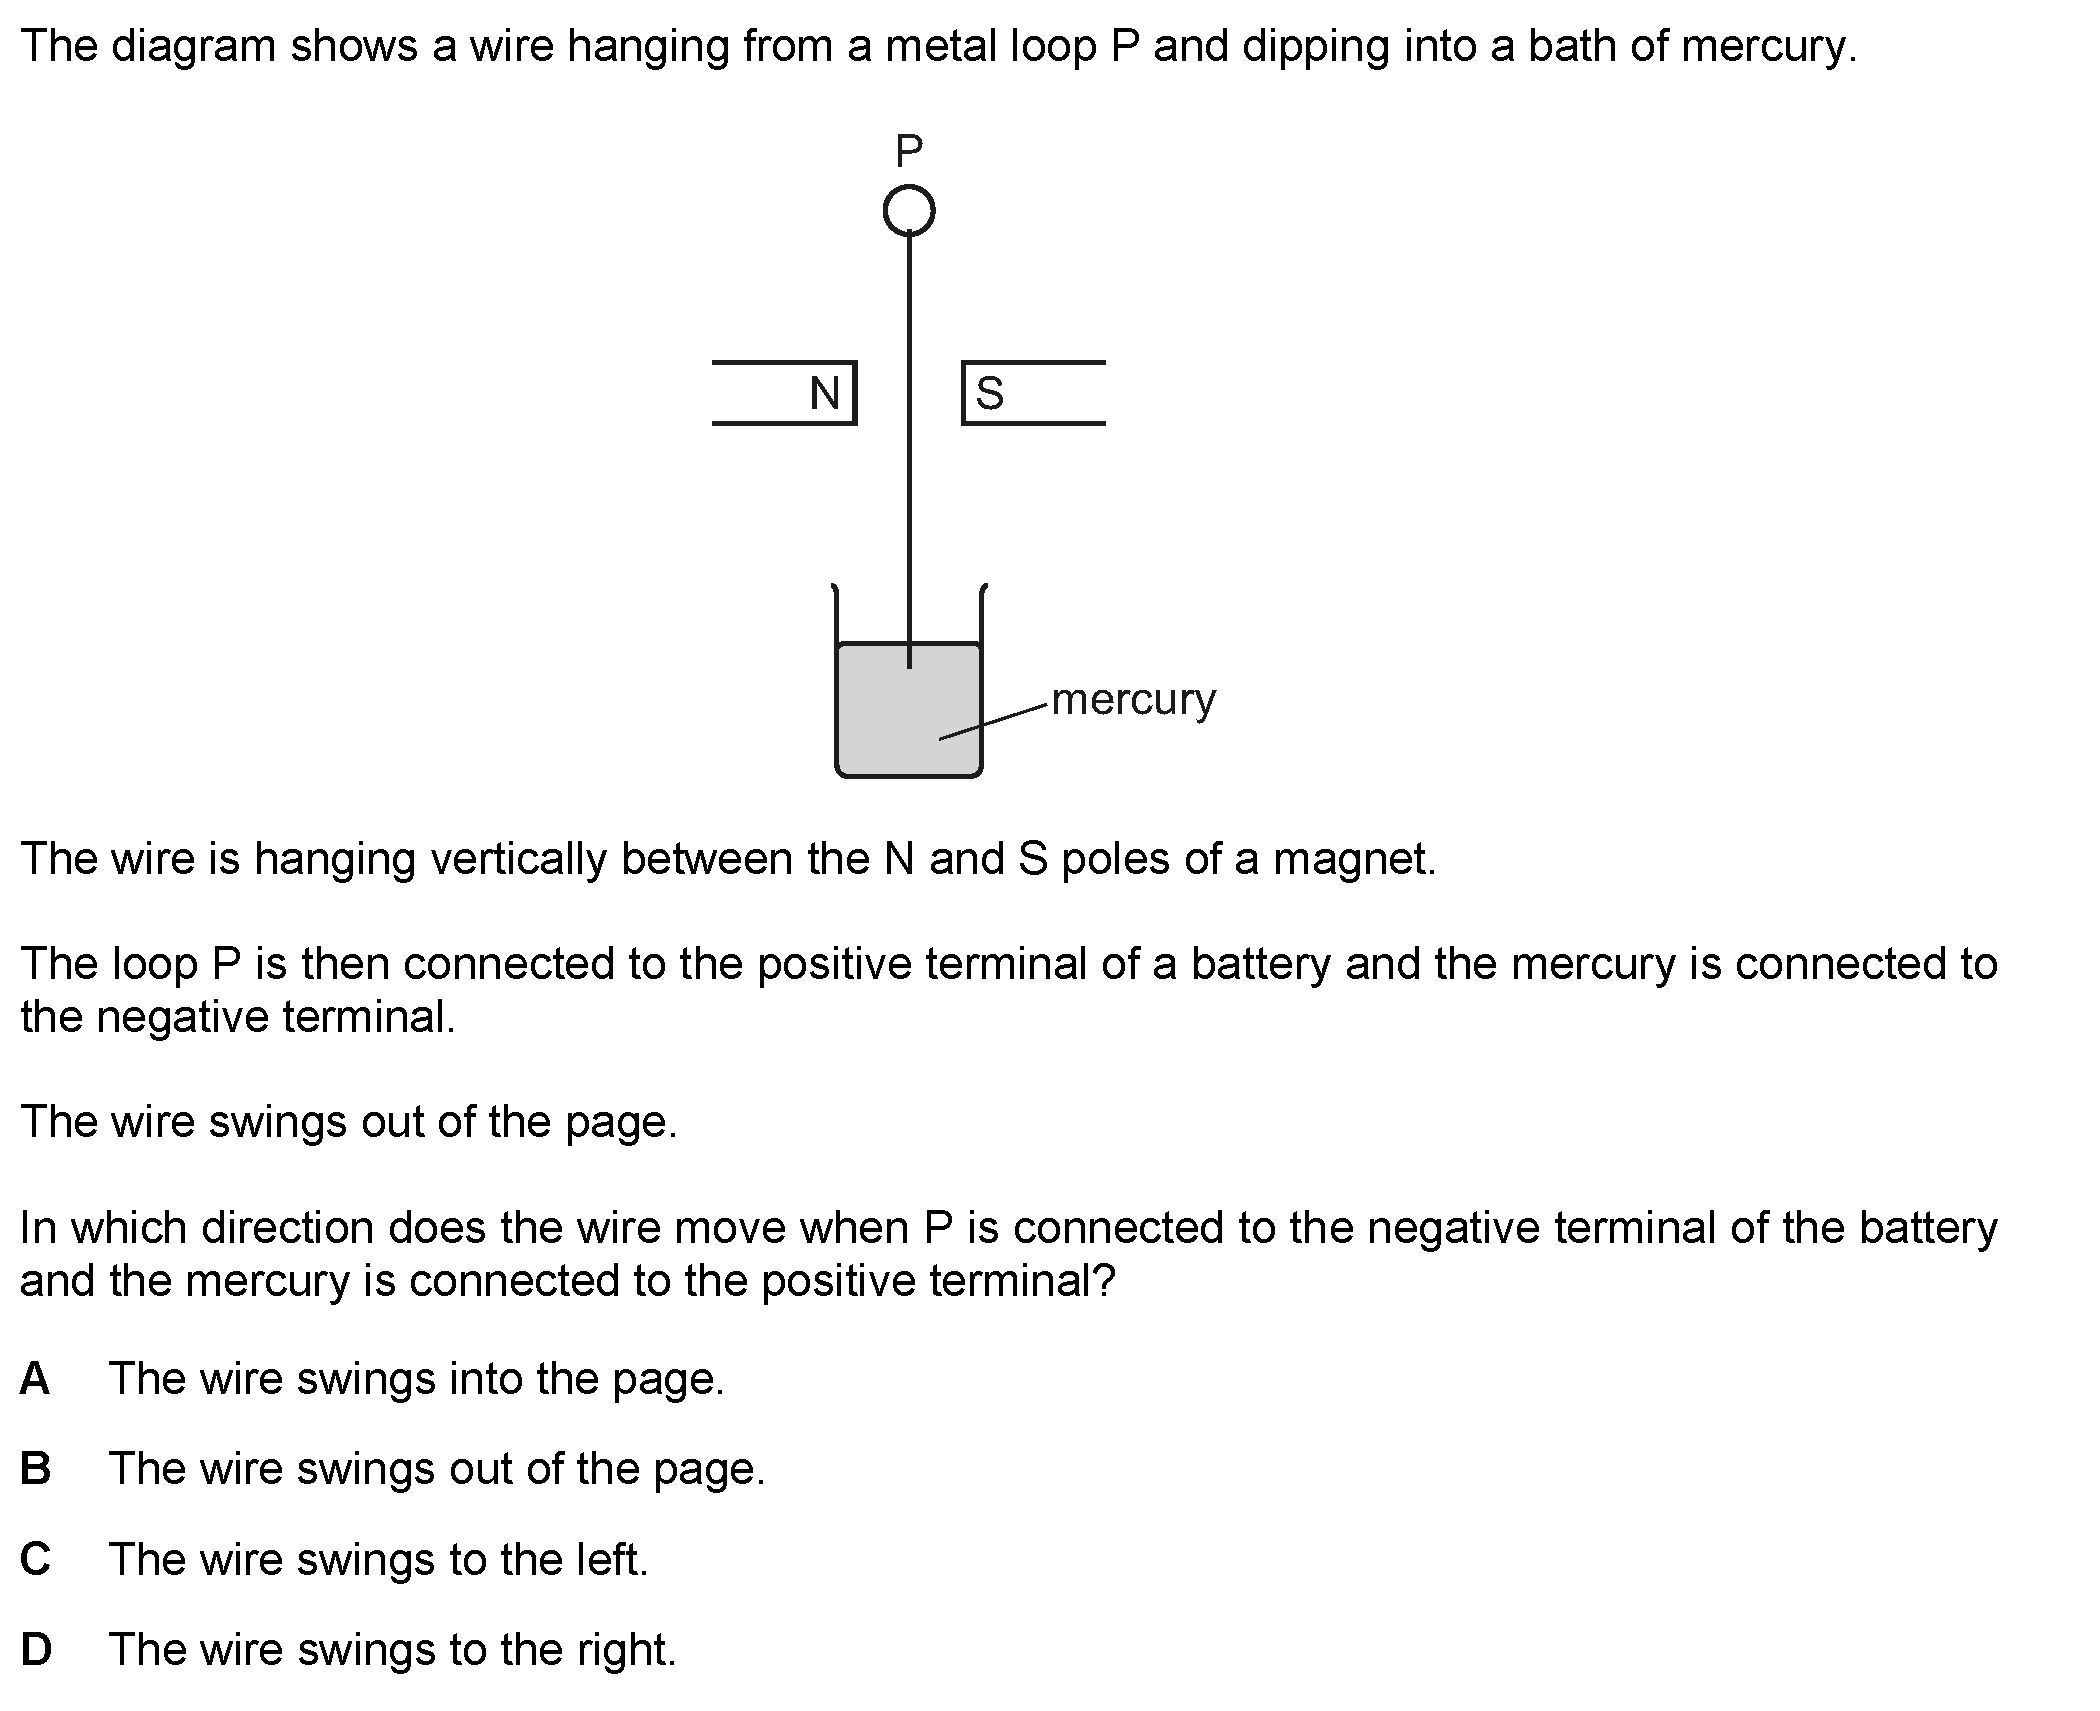 The diagram shows a wire hanging from a metal loop P and dipping into a bath of mercury.
P
N
S
mercury
The wire is hanging vertically between the N and S poles of a magnet.
The loop P is then connected to the positive terminal of a battery and the mercury is connected to
the negative terminal.
The wire swings out of the page.
In which direction does the wire move when P is connected to the negative terminal of the battery
and the mercury is connected to the positive terminal?
A The wire swings into the page.
B The wire swings out of the page.
C The wire swings to the left.
D The wire swings to the right.